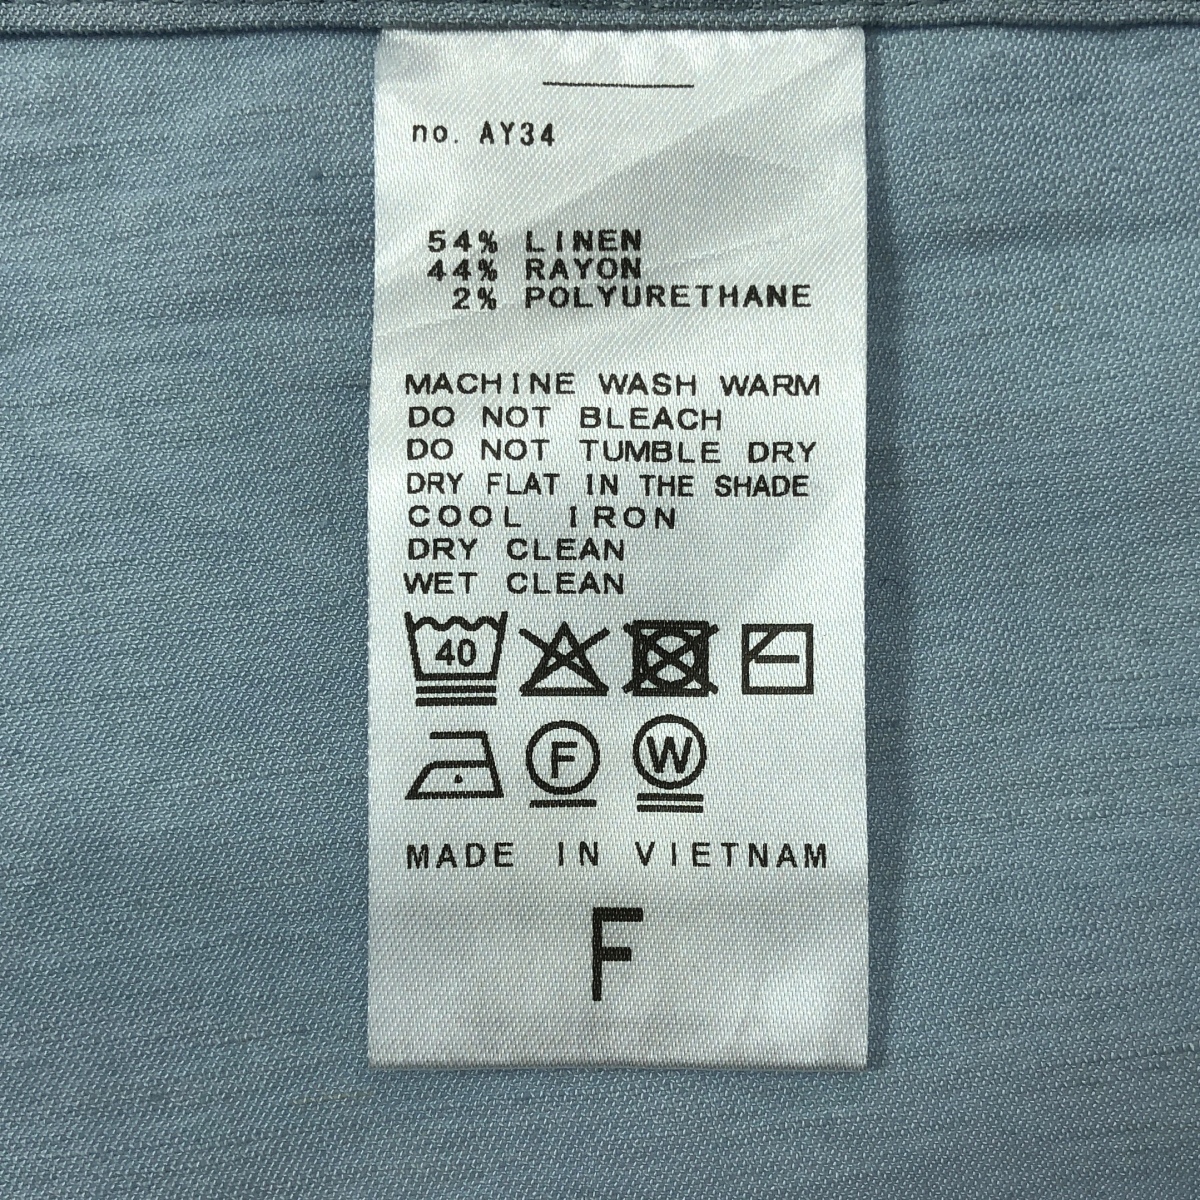 no. AY34
54% LINEN
44% RAYON
2% POLYURETHANE
MACHINE WASH WARM
DO NOT BLEACH
DO NOT TUMBLE DRY
DRY FLAT IN THE SHADE
COOL IRON
DRY CLEAN
WET CLEAN
40
F W
MADE IN VIETNAM
F